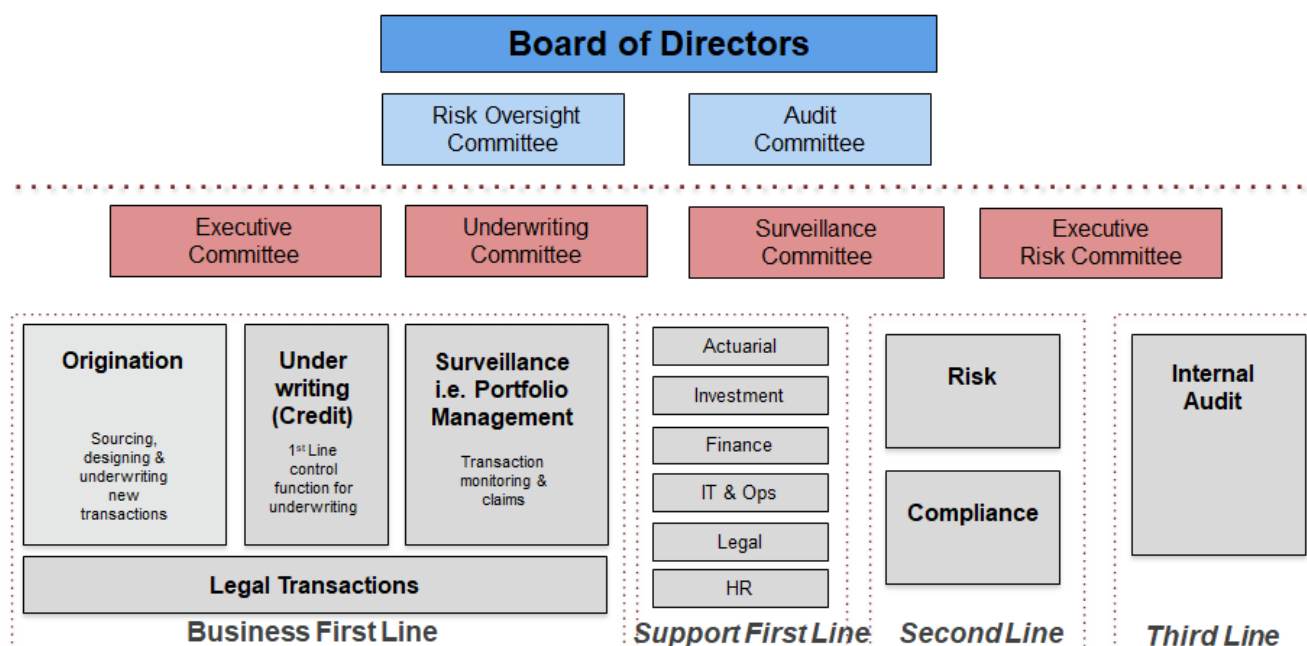 Board of Directors
Risk Oversight
Committee
Audit
Committee
Executive
Committee
Underwriting
Committee
Surveillance
Committee
Executive
Risk Committee
Origination
Sourcing,
designing &
underwriting
new
transactions
Under
writing
(Credit)
1st Line
control
function for
underwriting
Surveillance
i.e. Portfolio
Management
Transaction
monitoring &
claims
Legal Transactions
Business First Line
Actuarial
Investment
Finance
IT & Ops
Legal
HR
Support First Line
Risk
Compliance
Second Line
Internal
Audit
Third Line